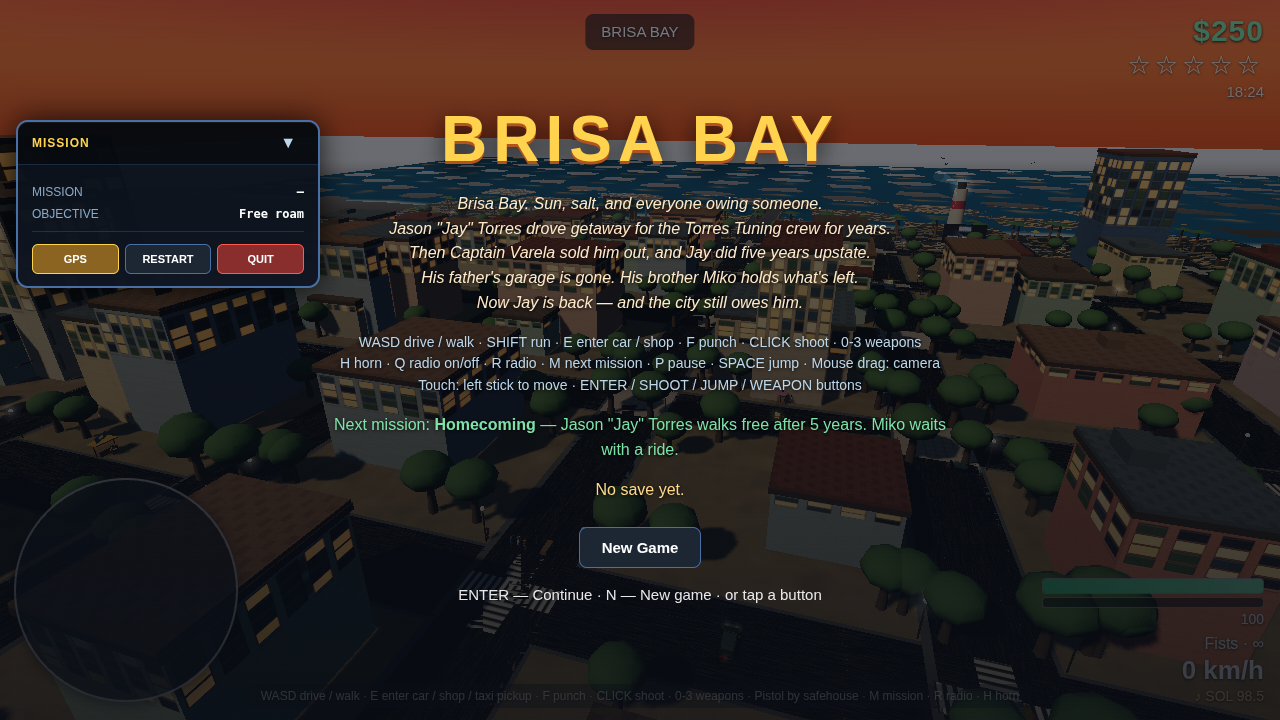 BRISA BAY
$250
☆☆☆☆☆
18:24
MISSION ▼
MISSION –
OBJECTIVE Free roam
GPS RESTART QUIT
BRISA BAY
Brisa Bay. Sun, salt, and everyone owing someone.
Jason "Jay" Torres drove getaway for the Torres Tuning crew for years.
Then Captain Varela sold him out, and Jay did five years upstate.
His father's garage is gone. His brother Miko holds what's left.
Now Jay is back — and the city still owes him.
WASD drive / walk · SHIFT run · E enter car / shop · F punch · CLICK shoot · 0-3 weapons
H horn · Q radio on/off · R radio · M next mission · P pause · SPACE jump · Mouse drag: camera
Touch: left stick to move · ENTER / SHOOT / JUMP / WEAPON buttons
Next mission: Homecoming — Jason "Jay" Torres walks free after 5 years. Miko waits
with a ride.
No save yet.
New Game
ENTER — Continue · N — New game · or tap a button
100
Fists · ∞
0 km/h
♪ SOL 98.5
WASD drive / walk · E enter car / shop / taxi pickup · F punch · CLICK shoot · 0-3 weapons · Pistol by safehouse · M mission · R radio · H horn